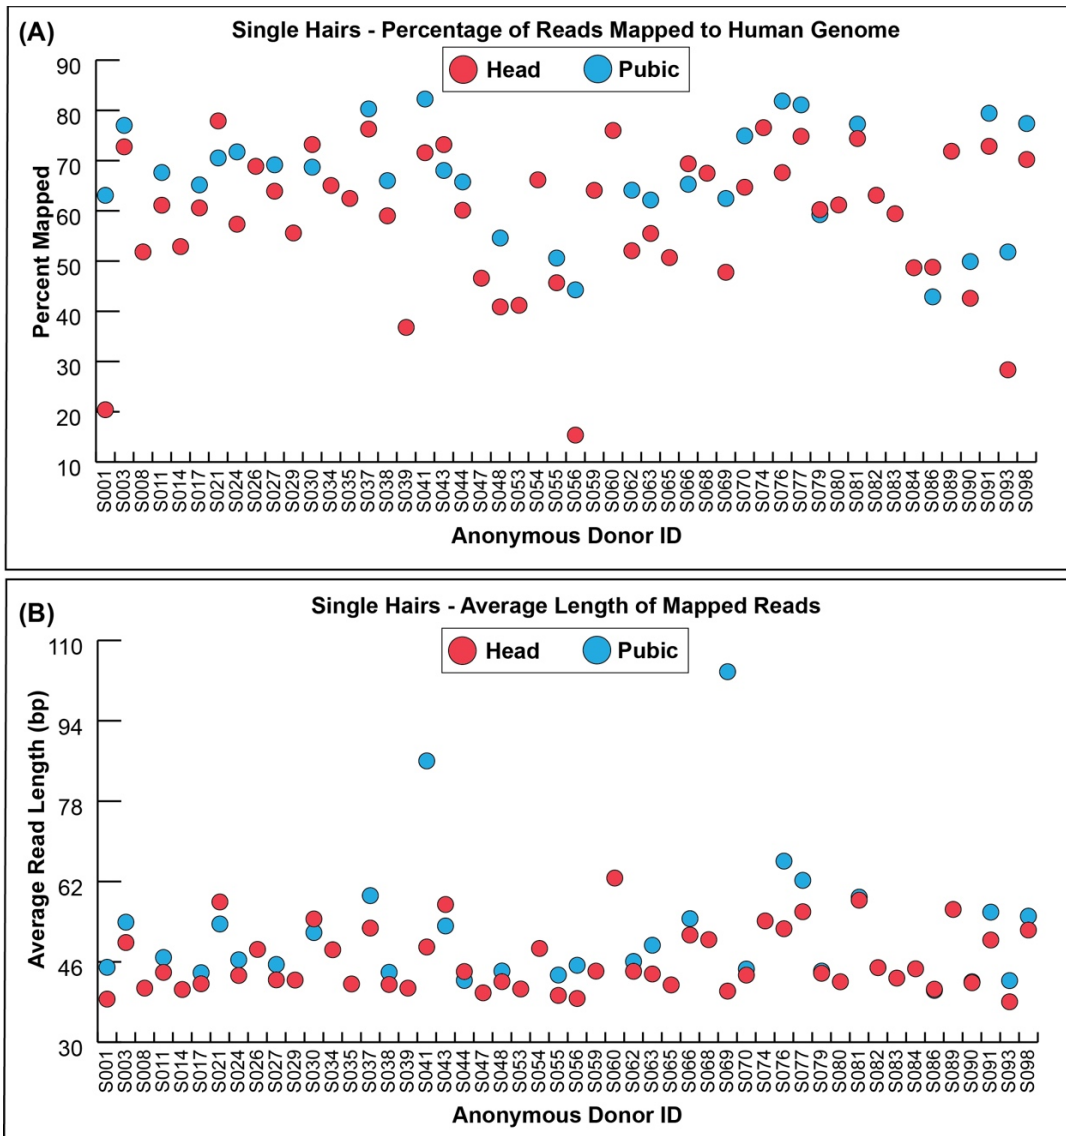 (A)
Single Hairs - Percentage of Reads Mapped to Human Genome
Head Pubic
Percent Mapped
90
80
70
60
50
40
30
20
10
S001 S003 S008 S011 S014 S017 S021 S024 S026 S027 S029 S030 S034 S035 S037 S038 S039 S041 S043 S044 S047 S048 S053 S054 S055 S056 S059 S060 S062 S063 S065 S066 S068 S069 S070 S074 S076 S077 S079 S080 S081 S082 S083 S084 S086 S089 S090 S091 S093 S098
Anonymous Donor ID
(B)
Single Hairs - Average Length of Mapped Reads
Head Pubic
Average Read Length (bp)
110
94
78
62
46
30
S001 S003 S008 S011 S014 S017 S021 S024 S026 S027 S029 S030 S034 S035 S037 S038 S039 S041 S043 S044 S047 S048 S053 S054 S055 S056 S059 S060 S062 S063 S065 S066 S068 S069 S070 S074 S076 S077 S079 S080 S081 S082 S083 S084 S086 S089 S090 S091 S093 S098
Anonymous Donor ID